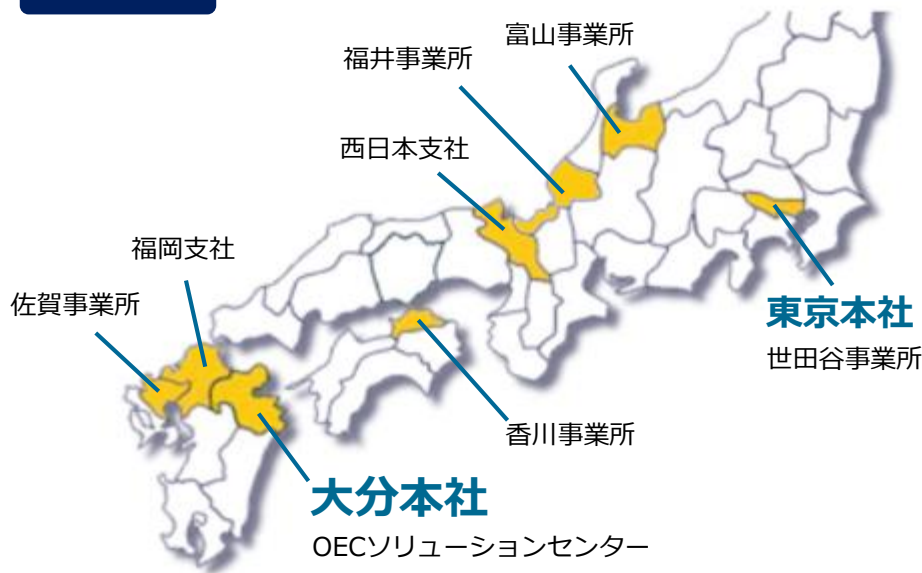 富山事業所
福井事業所
西日本支社
福岡支社
佐賀事業所
東京本社
世田谷事業所
香川事業所
大分本社
OECソリューションセンター